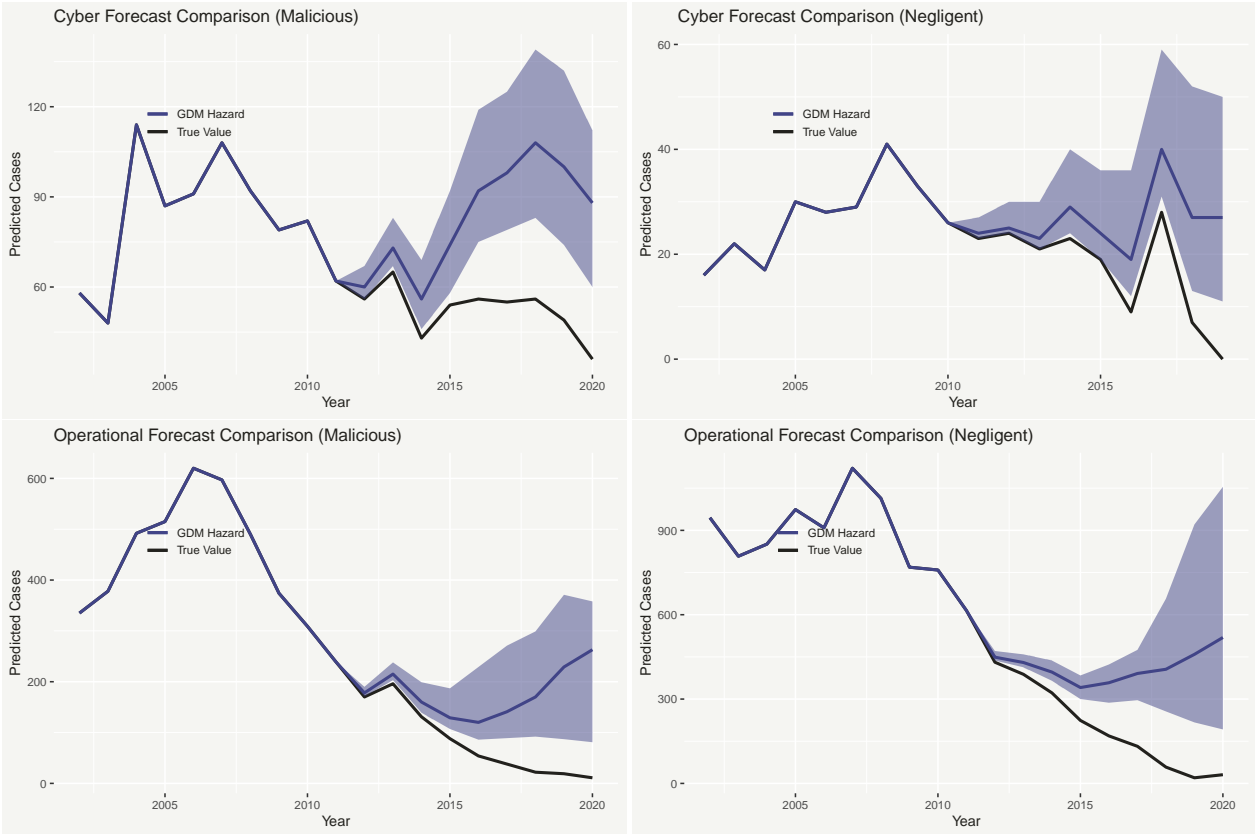 Cyber Forecast Comparison (Malicious)
120
90
60
Predicted Cases
GDM Hazard
True Value
2005
2010
2015
2020
Year
Cyber Forecast Comparison (Negligent)
60
40
20
0
Predicted Cases
GDM Hazard
True Value
2005
2010
2015
Year
Operational Forecast Comparison (Malicious)
600
400
200
0
Predicted Cases
GDM Hazard
True Value
2005
2010
2015
2020
Year
Operational Forecast Comparison (Negligent)
900
600
300
0
Predicted Cases
GDM Hazard
True Value
2005
2010
2015
2020
Year